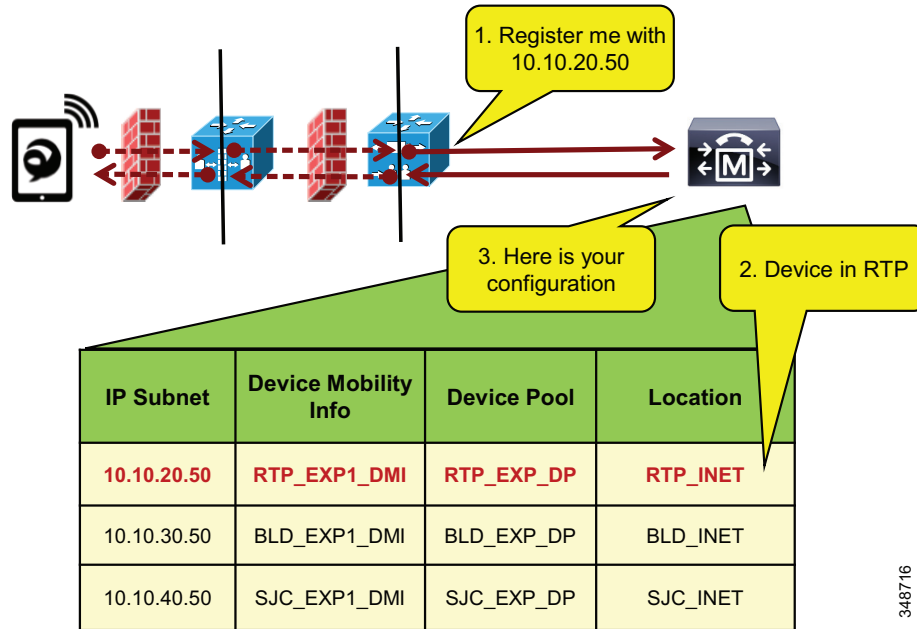 1. Register me with
10.10.20.50
M
3. Here is your
configuration
2. Device in RTP
IP Subnet
Device Mobility
Info
Device Pool
Location
10.10.20.50 RTP_EXP1_DMI RTP_EXP_DP RTP_INET
10.10.30.50 BLD_EXP1_DMI BLD_EXP_DP BLD_INET
10.10.40.50 SJC_EXP1_DMI SJC_EXP_DP SJC_INET
348716